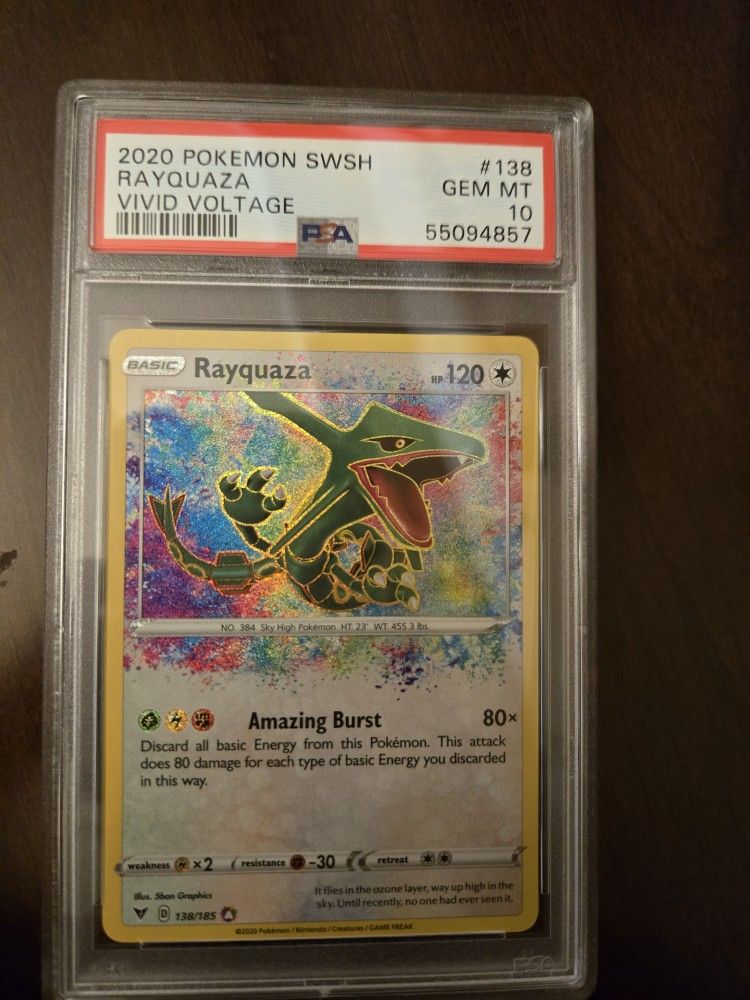 2020 POKEMON SWSH #138
RAYQUAZA GEM MT
VIVID VOLTAGE 10
PSA 55094857
BASIC Rayquaza HP 120
NO. 384 Sky High Pokémon HT: 23' WT: 455.3 lbs.
Amazing Burst 80×
Discard all basic Energy from this Pokémon. This attack
does 80 damage for each type of basic Energy you discarded
in this way.
weakness ×2 resistance -30 retreat
Illus. 5ban Graphics
It flies in the ozone layer, way up high in the
sky. Until recently, no one had ever seen it.
D 138/185 A
©2020 Pokémon / Nintendo / Creatures / GAME FREAK
PSA